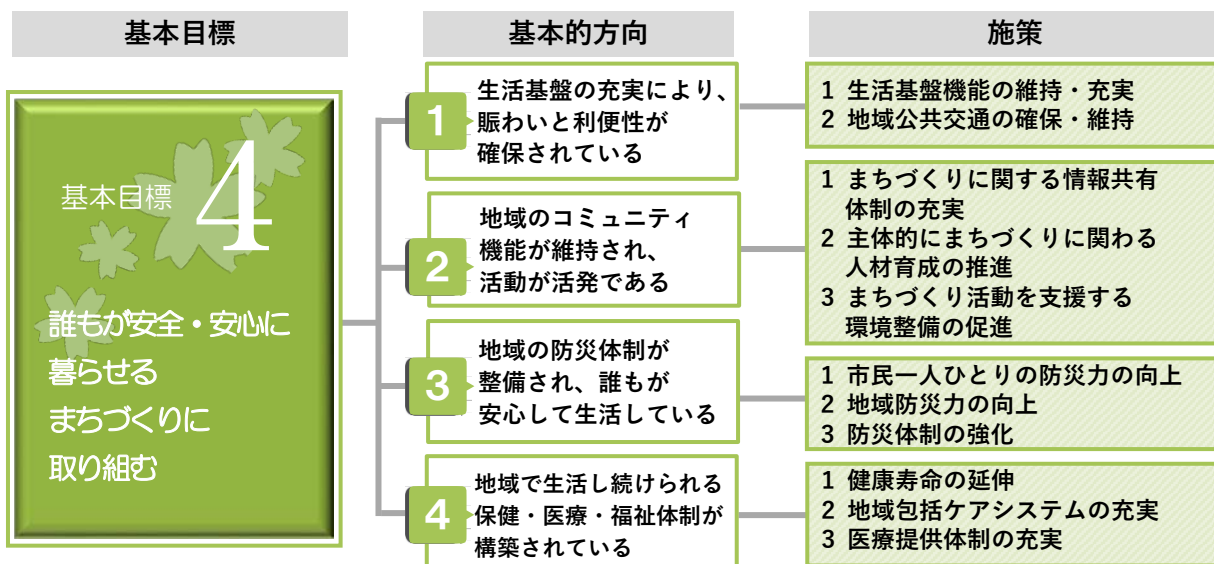 基本目標
基本的方向
施策
基本目標 4
誰もが安全・安心に
暮らせる
まちづくりに
取り組む
1
生活基盤の充実により、
賑わいと利便性が
確保されている
1 生活基盤機能の維持・充実
2 地域公共交通の確保・維持
2
地域のコミュニティ
機能が維持され、
活動が活発である
1 まちづくりに関する情報共有
体制の充実
2 主体的にまちづくりに関わる
人材育成の推進
3 まちづくり活動を支援する
環境整備の促進
3
地域の防災体制が
整備され、誰もが
安心して生活している
1 市民一人ひとりの防災力の向上
2 地域防災力の向上
3 防災体制の強化
4
地域で生活し続けられる
保健・医療・福祉体制が
構築されている
1 健康寿命の延伸
2 地域包括ケアシステムの充実
3 医療提供体制の充実